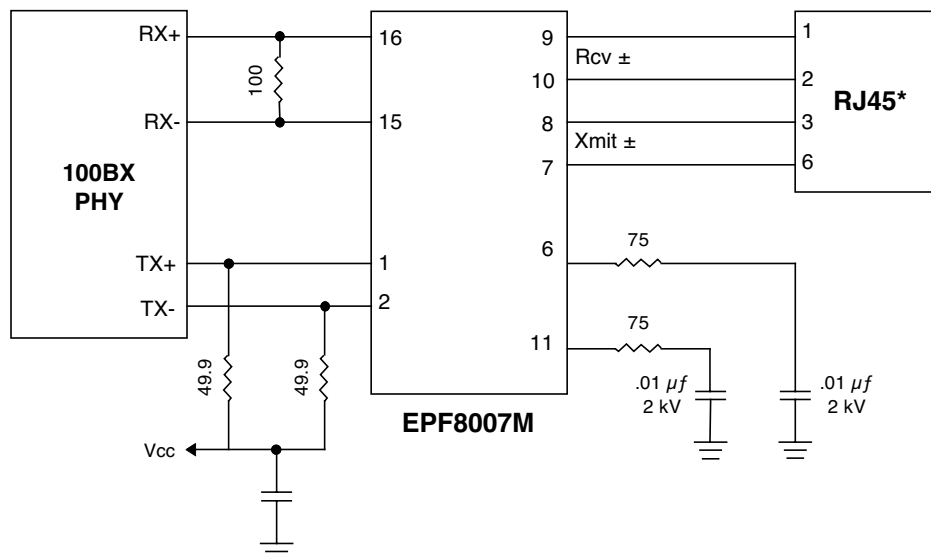 RX+
100
RX-
100BX
PHY
TX+
TX-
49.9
49.9
Vcc
16
15
1
2
9
10
8
7
6
11
EPF8007M
Rcv ±
Xmit ±
1
2
3
6
RJ45*
75
75
.01 µf
2 kV
.01 µf
2 kV